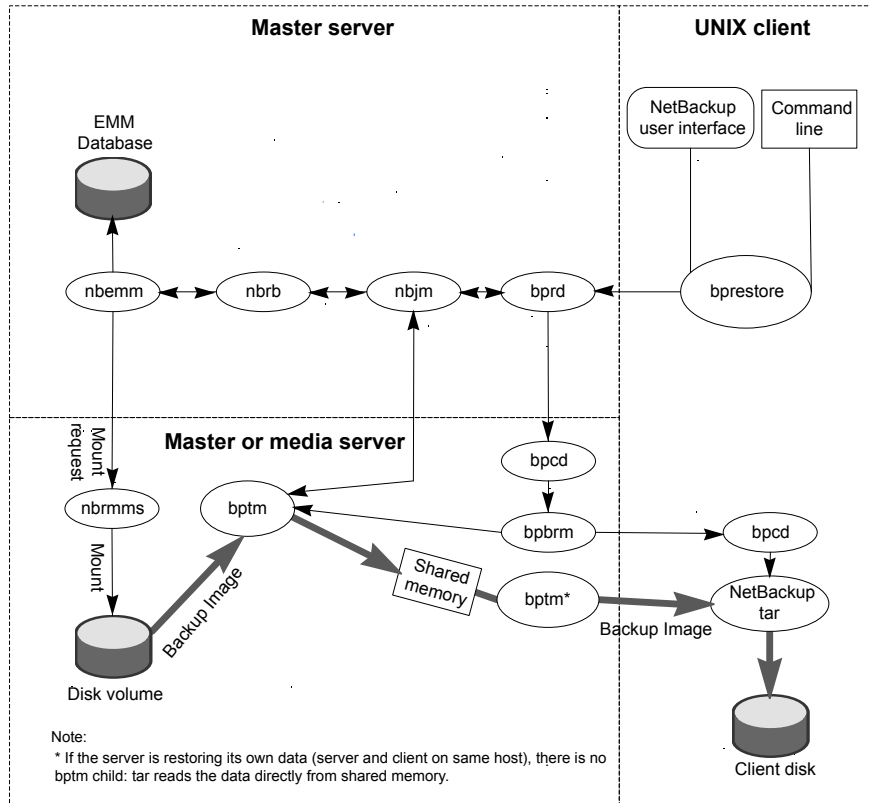 Master server
UNIX client
EMM
Database
NetBackup
user interface
Command
line
nbemm
nbrb
nbjm
bprd
bprestore
Mount
request
Master or media server
bpcd
nbrmms
bptm
bpbrm
bpcd
Mount
Shared
memory
bptm*
NetBackup
tar
Backup Image
Backup Image
Disk volume
Note:
* If the server is restoring its own data (server and client on same host), there is no
bptm child: tar reads the data directly from shared memory.
Client disk